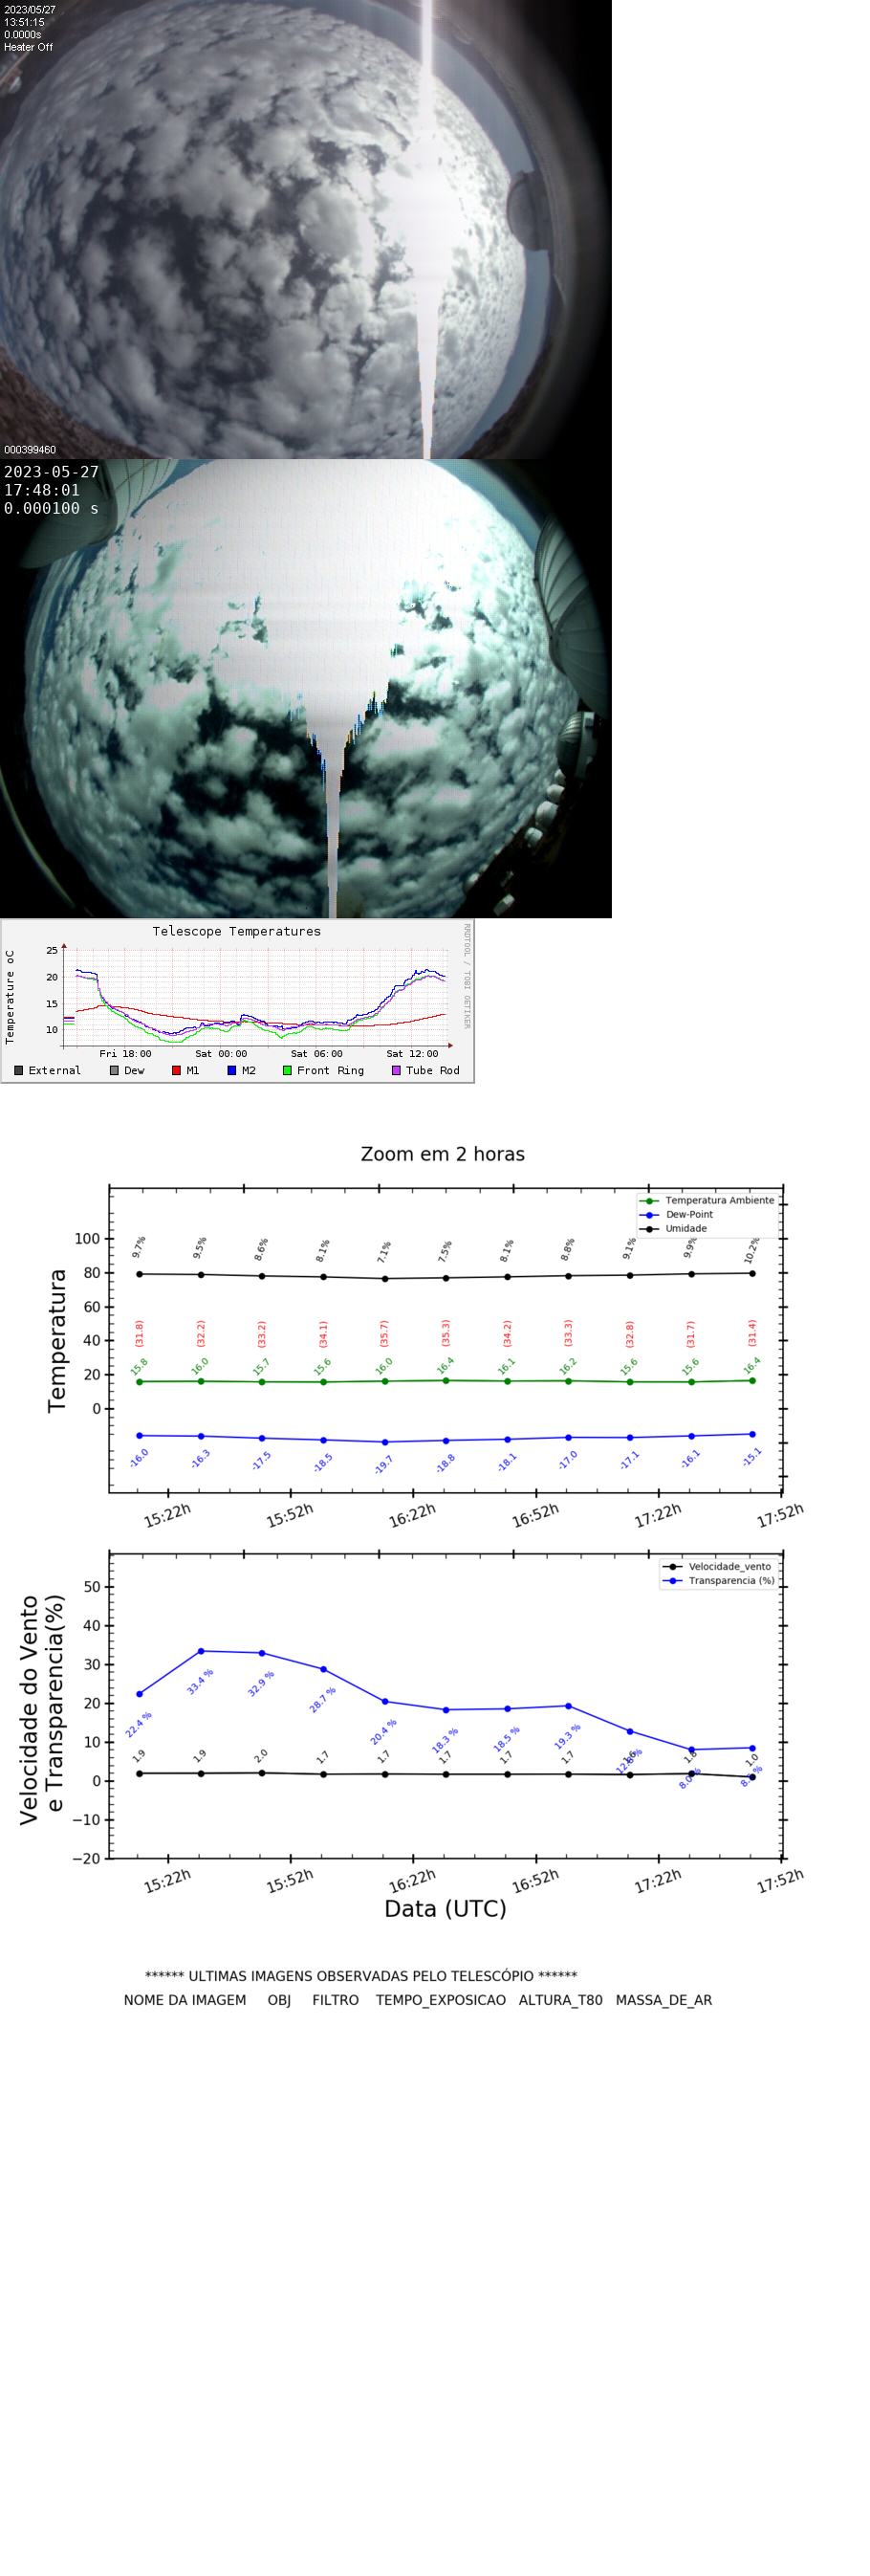 2023/05/27
13:51:15
0.0000s
Heater Off
000399460
2023-05-27
17:48:01
0.000100 s
Telescope Temperatures
RRDTOOL / TOBI OETIKER
Temperature oC
25
20
15
10
Fri 18:00 Sat 00:00 Sat 06:00 Sat 12:00
External Dew M1 M2 Front Ring Tube Rod
Zoom em 2 horas
Temperatura Ambiente
Dew-Point
Umidade
Temperatura
100
80
60
40
20
0
9.7% 9.5% 8.6% 8.1% 7.1% 7.5% 8.1% 8.8% 9.1% 9.9% 10.2%
(31.8) (32.2) (33.2) (34.1) (35.7) (35.3) (34.2) (33.3) (32.8) (31.7) (31.4)
15.8 16.0 15.7 15.6 16.0 16.4 16.1 16.2 15.6 15.6 16.4
-16.0 -16.3 -17.5 -18.5 -19.7 -18.8 -18.1 -17.0 -17.1 -16.1 -15.1
15:22h 15:52h 16:22h 16:52h 17:22h 17:52h
Velocidade_vento
Transparencia (%)
Velocidade do Vento
e Transparencia(%)
50
40
30
20
10
0
−10
−20
22.4 % 33.4 % 32.9 % 28.7 % 20.4 % 18.3 % 18.5 % 19.3 %
1.9 1.9 2.0 1.7 1.7 1.7 1.7 1.7 1.0
15:22h 15:52h 16:22h 16:52h 17:22h 17:52h
Data (UTC)
****** ULTIMAS IMAGENS OBSERVADAS PELO TELESCÓPIO ******
NOME DA IMAGEM OBJ FILTRO TEMPO_EXPOSICAO ALTURA_T80 MASSA_DE_AR